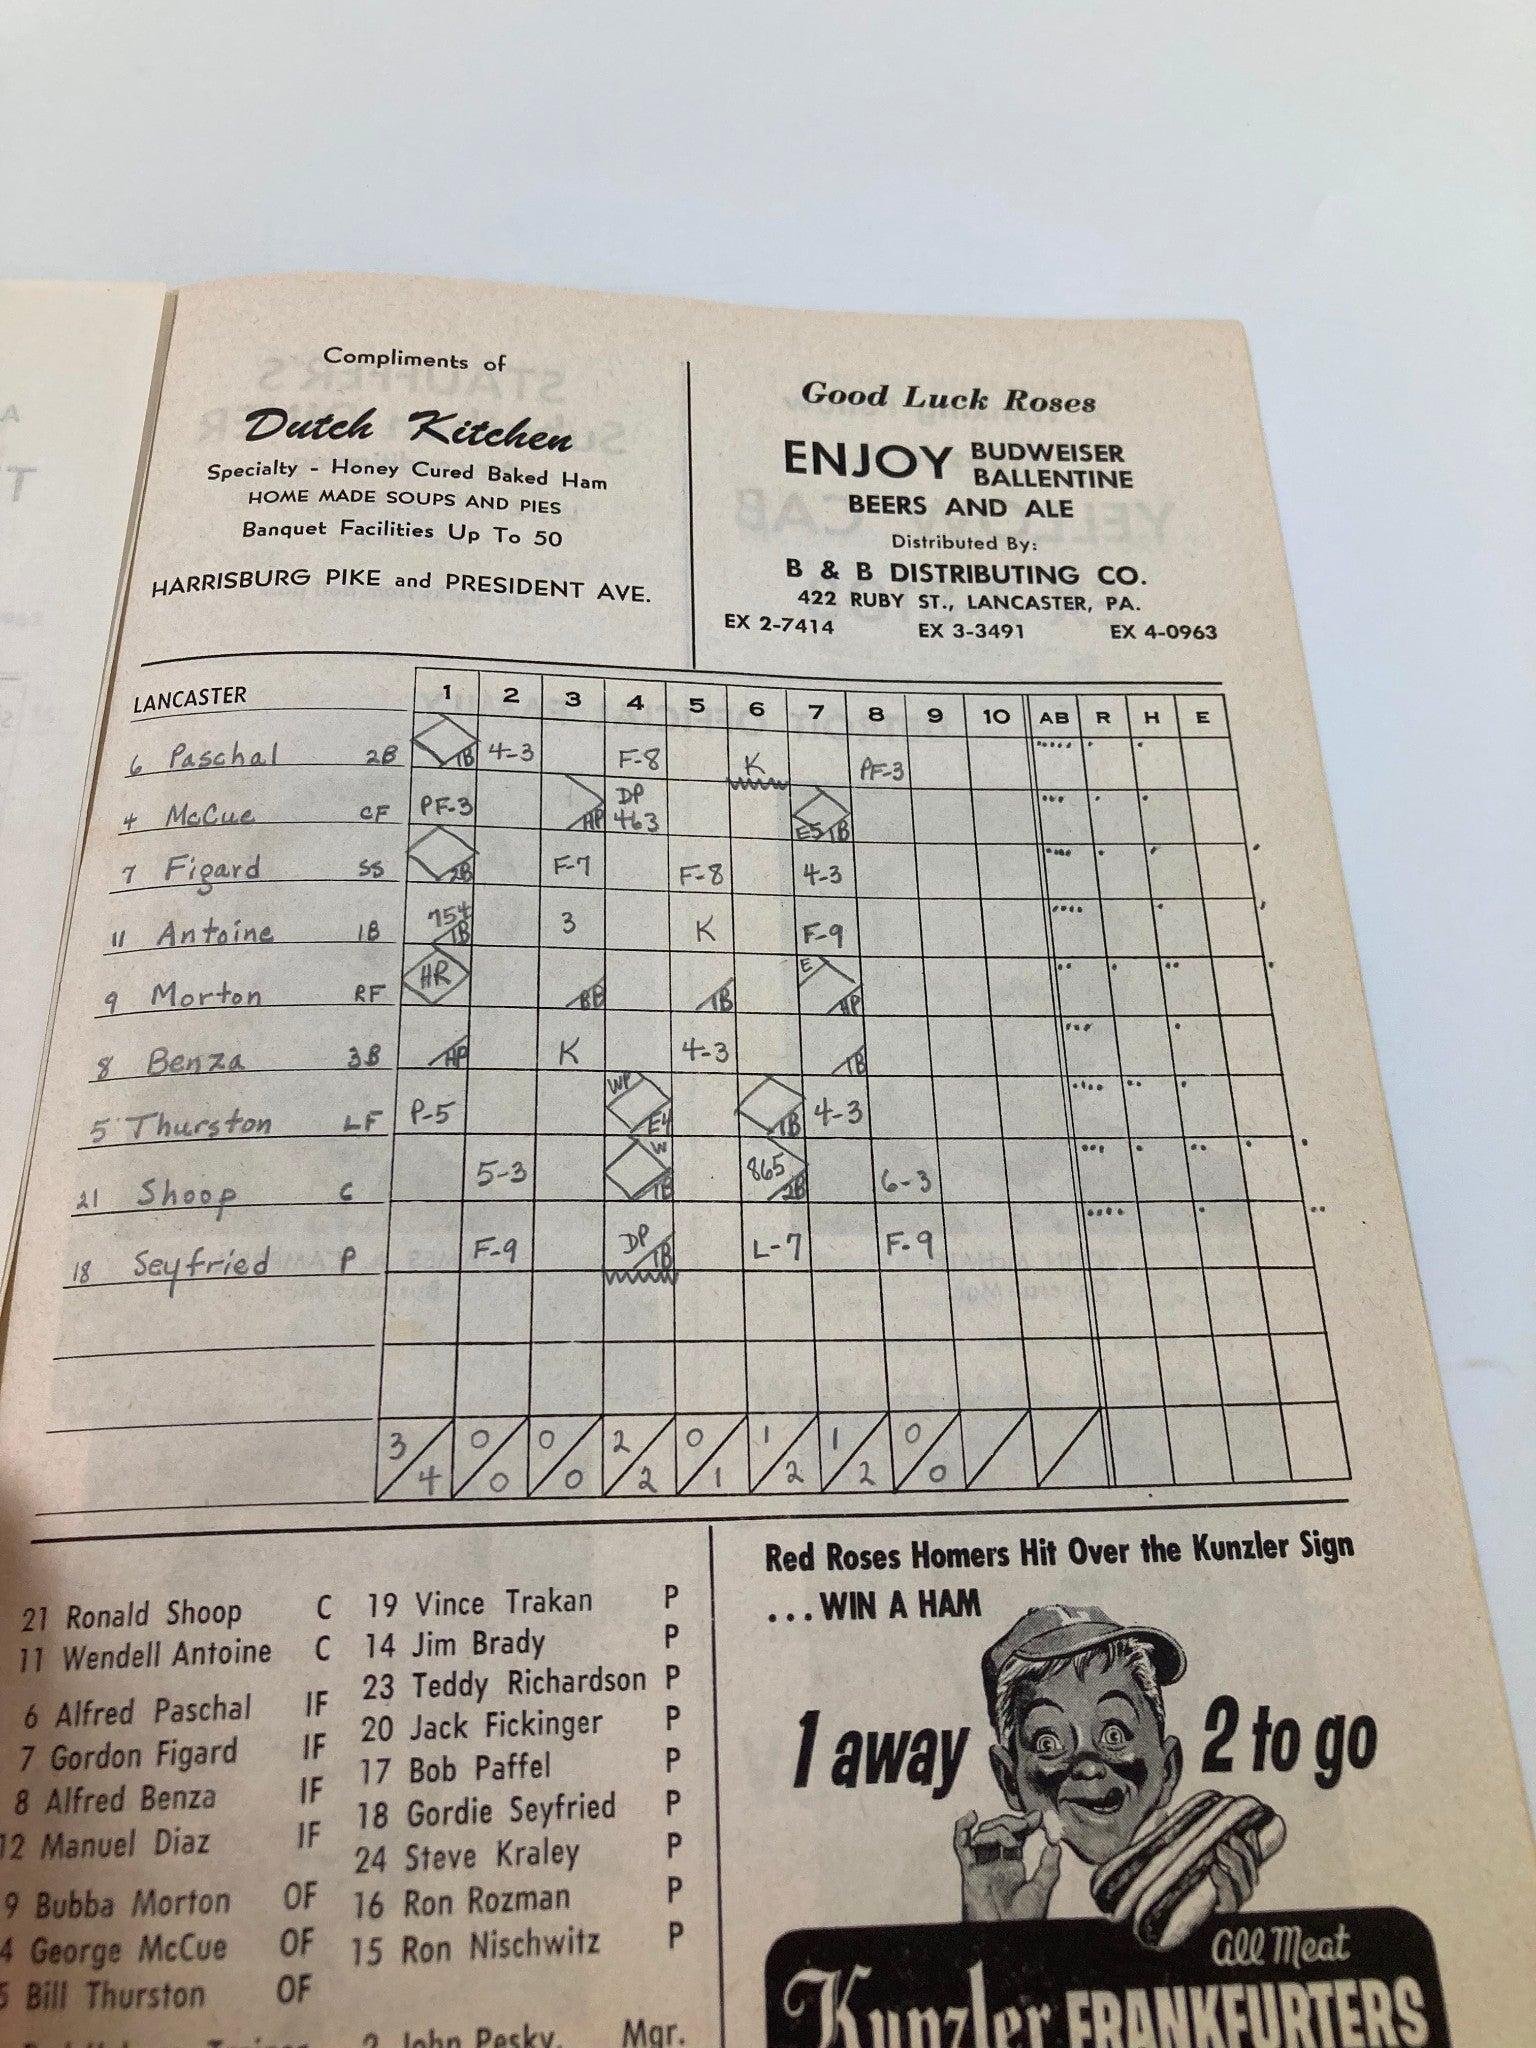 Compliments of
Dutch Kitchen
Specialty - Honey Cured Baked Ham
HOME MADE SOUPS AND PIES
Banquet Facilities Up To 50
HARRISBURG PIKE and PRESIDENT AVE.
Good Luck Roses
ENJOY BUDWEISER
BALLENTINE
BEERS AND ALE
Distributed By:
B & B DISTRIBUTING CO.
422 RUBY ST., LANCASTER, PA.
EX 2-7414 EX 3-3491 EX 4-0963
LANCASTER 1 2 3 4 5 6 7 8 9 10 AB R H E
6 Paschal 2B 1B 4-3 F-8 K PF-3
4 McCue CF PF-3 HP DP 463 E5 1B
7 Figard SS 2B F-7 F-8 4-3
11 Antoine 1B 754 1B 3 K F-9
9 Morton RF HR BB 1B E HP
8 Benza 3B HP K 4-3 1B
5 Thurston LF P-5 WP E4 1B 4-3
21 Shoop C 5-3 W 1B 865 2B 6-3
18 Seyfried P F-9 DP 1B L-7 F-9
3/4 0/0 0/0 2/2 0/1 1/2 1/2 0/0
21 Ronald Shoop C 19 Vince Trakan P
11 Wendell Antoine C 14 Jim Brady P
6 Alfred Paschal IF 23 Teddy Richardson P
7 Gordon Figard IF 20 Jack Fickinger P
8 Alfred Benza IF 17 Bob Paffel P
12 Manuel Diaz IF 18 Gordie Seyfried P
9 Bubba Morton OF 24 Steve Kraley P
4 George McCue OF 16 Ron Rozman P
5 Bill Thurston OF 15 Ron Nischwitz P
2 John Pesky, Mgr.
Red Roses Homers Hit Over the Kunzler Sign
...WIN A HAM
1 away 2 to go
All Meat
Kunzler FRANKFURTERS